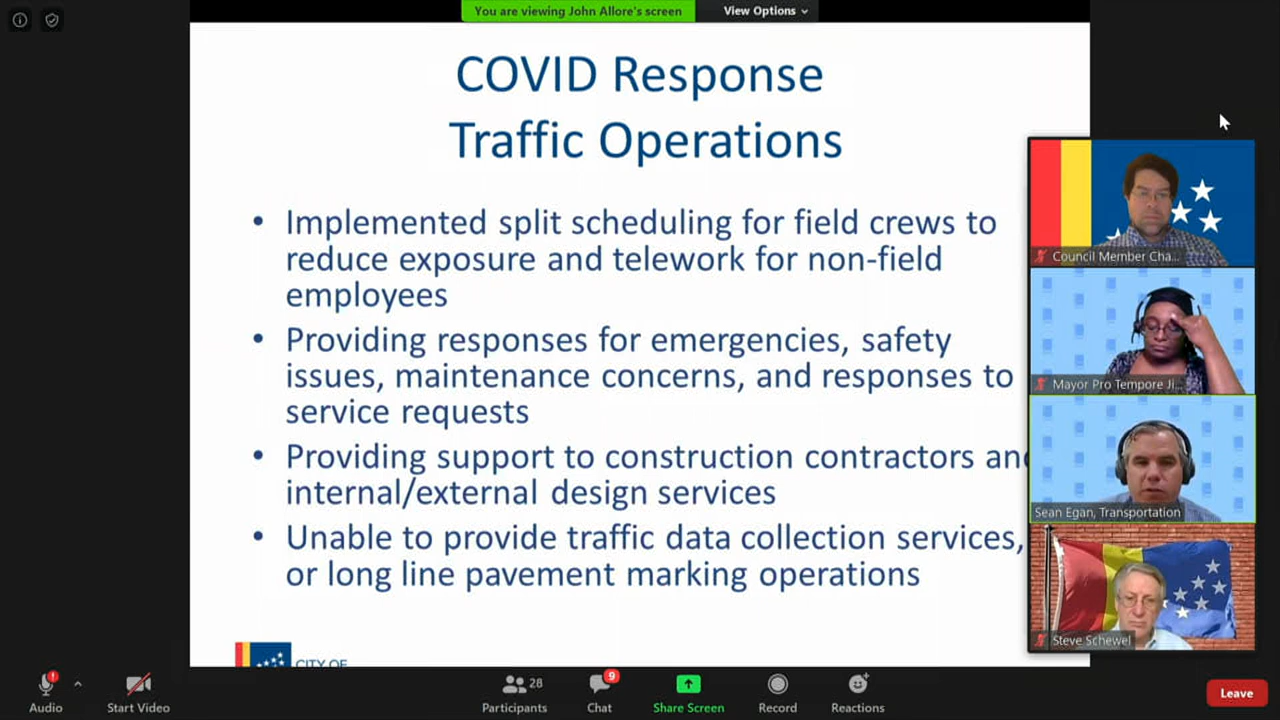 You are viewing John Allore's screen
View Options
COVID Response
Traffic Operations
• Implemented split scheduling for field crews to
reduce exposure and telework for non-field
employees
• Providing responses for emergencies, safety
issues, maintenance concerns, and responses to
service requests
• Providing support to construction contractors an
internal/external design services
• Unable to provide traffic data collection services,
or long line pavement marking operations
CITY OF
Council Member Cha...
Mayor Pro Tempore Ji...
Sean Egan, Transportation
Steve Schewel
Audio
Start Video
28
Participants
9
Chat
Share Screen
Record
Reactions
Leave